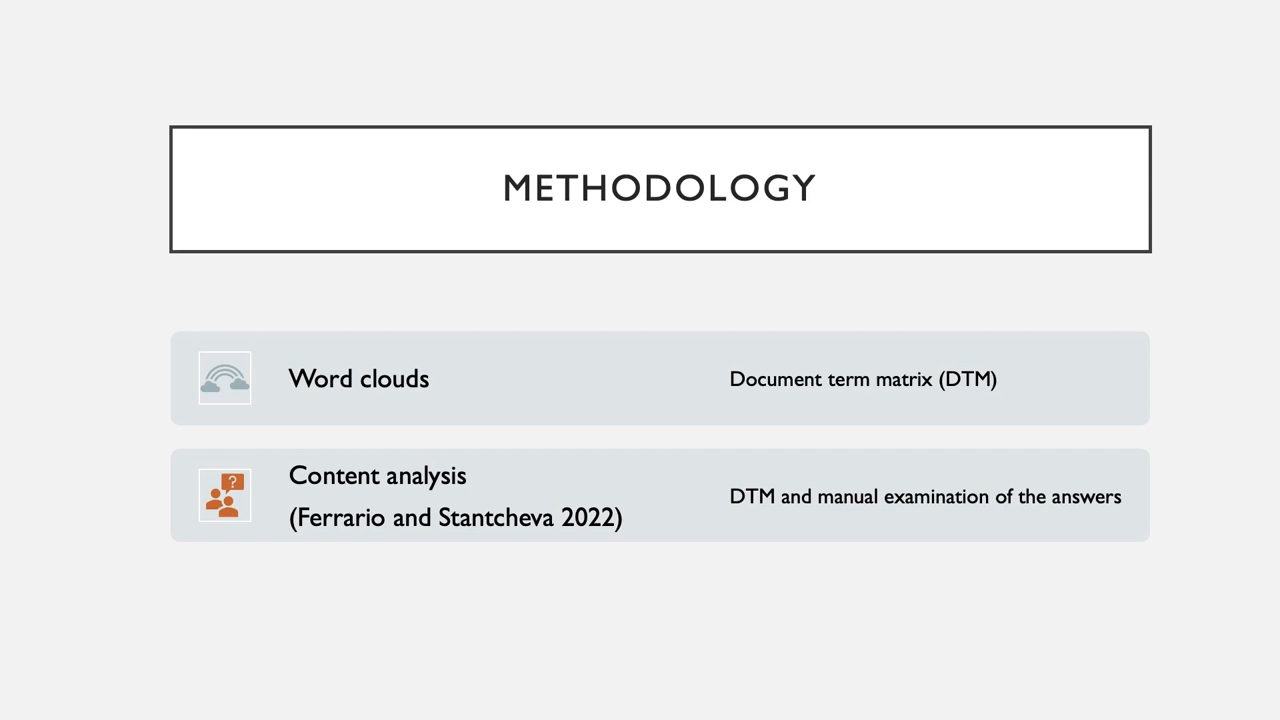 METHODOLOGY
Word clouds
Document term matrix (DTM)
?
Content analysis
(Ferrario and Stantcheva 2022)
DTM and manual examination of the answers